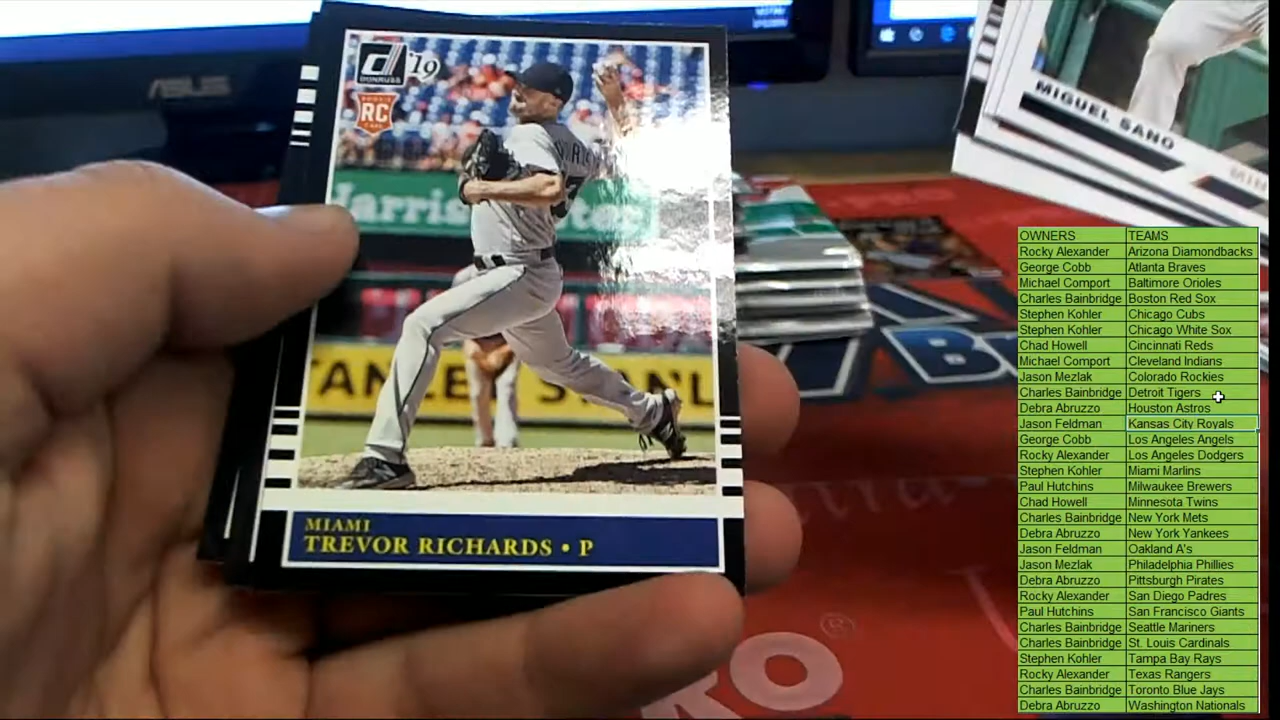 ASUS
DONRUSS
'19
ROOKIE
RC
MIAMI
TREVOR RICHARDS • P
MIGUEL SANO
OWNERS TEAMS
Rocky Alexander Arizona Diamondbacks
George Cobb Atlanta Braves
Michael Comport Baltimore Orioles
Charles Bainbridge Boston Red Sox
Stephen Kohler Chicago Cubs
Stephen Kohler Chicago White Sox
Chad Howell Cincinnati Reds
Michael Comport Cleveland Indians
Jason Mezlak Colorado Rockies
Charles Bainbridge Detroit Tigers
Debra Abruzzo Houston Astros
Jason Feldman Kansas City Royals
George Cobb Los Angeles Angels
Rocky Alexander Los Angeles Dodgers
Stephen Kohler Miami Marlins
Paul Hutchins Milwaukee Brewers
Chad Howell Minnesota Twins
Charles Bainbridge New York Mets
Debra Abruzzo New York Yankees
Jason Feldman Oakland A's
Jason Mezlak Philadelphia Phillies
Debra Abruzzo Pittsburgh Pirates
Rocky Alexander San Diego Padres
Paul Hutchins San Francisco Giants
Charles Bainbridge Seattle Mariners
Charles Bainbridge St. Louis Cardinals
Stephen Kohler Tampa Bay Rays
Rocky Alexander Texas Rangers
Charles Bainbridge Toronto Blue Jays
Debra Abruzzo Washington Nationals